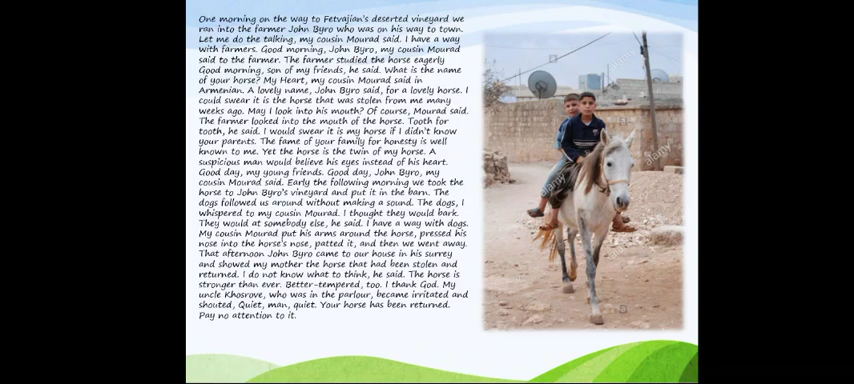 One morning on the way to Fetvajian's deserted vineyard we
ran into the farmer John Byro who was on his way to town.
Let me do the talking, my cousin Mourad said. I have a way
with farmers. Good morning, John Byro, my cousin Mourad
said to the farmer. The farmer studied the horse eagerly
Good morning, son of my friends, he said. What is the name
of your horse? My Heart, my cousin Mourad said in
Armenian. A lovely name, John Byro said, for a lovely horse. I
could swear it is the horse that was stolen from me many
weeks ago. May I look into his mouth? Of course, Mourad said.
The farmer looked into the mouth of the horse. Tooth for
tooth, he said. I would swear it is my horse if I didn't know
your parents. The fame of your family for honesty is well
known to me. Yet the horse is the twin of my horse. A
suspicious man would believe his eyes instead of his heart.
Good day, my young friends. Good day, John Byro, my
cousin Mourad said. Early the following morning we took the
horse to John Byro's vineyard and put it in the barn. The
dogs followed us around without making a sound. The dogs, I
whispered to my cousin Mourad. I thought they would bark.
They would at somebody else, he said. I have a way with dogs.
My cousin Mourad put his arms around the horse, pressed his
nose into the horse's nose, patted it, and then we went away.
That afternoon John Byro came to our house in his surrey
and showed my mother the horse that had been stolen and
returned. I do not know what to think, he said. The horse is
stronger than ever. Better-tempered, too. I thank God. My
uncle Khosrove, who was in the parlour, became irritated and
shouted, Quiet, man, quiet. Your horse has been returned.
Pay no attention to it.
alamy